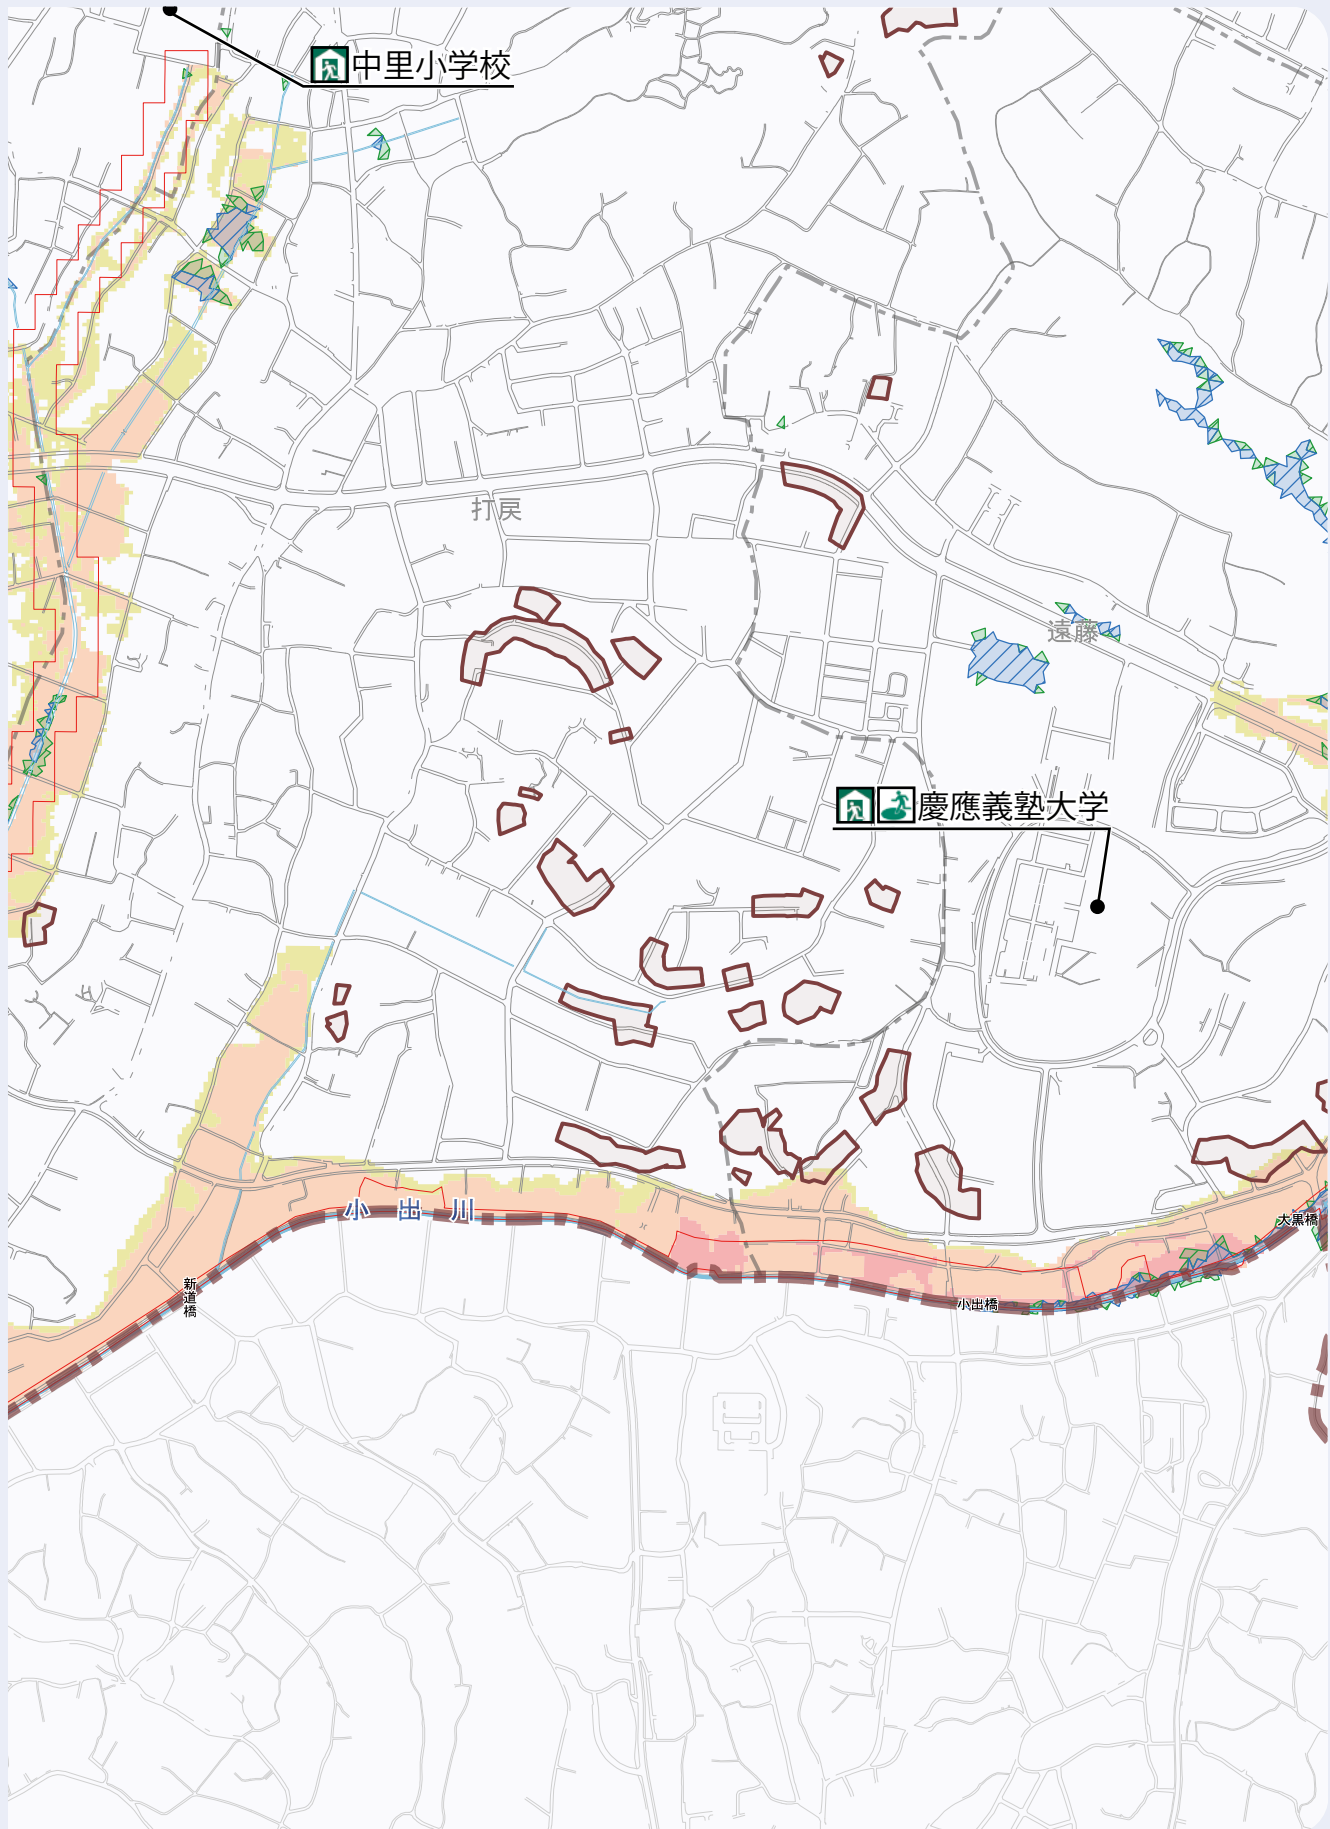 中里小学校
打戻
遠藤
慶應義塾大学
小出川
大黒橋
新道橋
小出橋